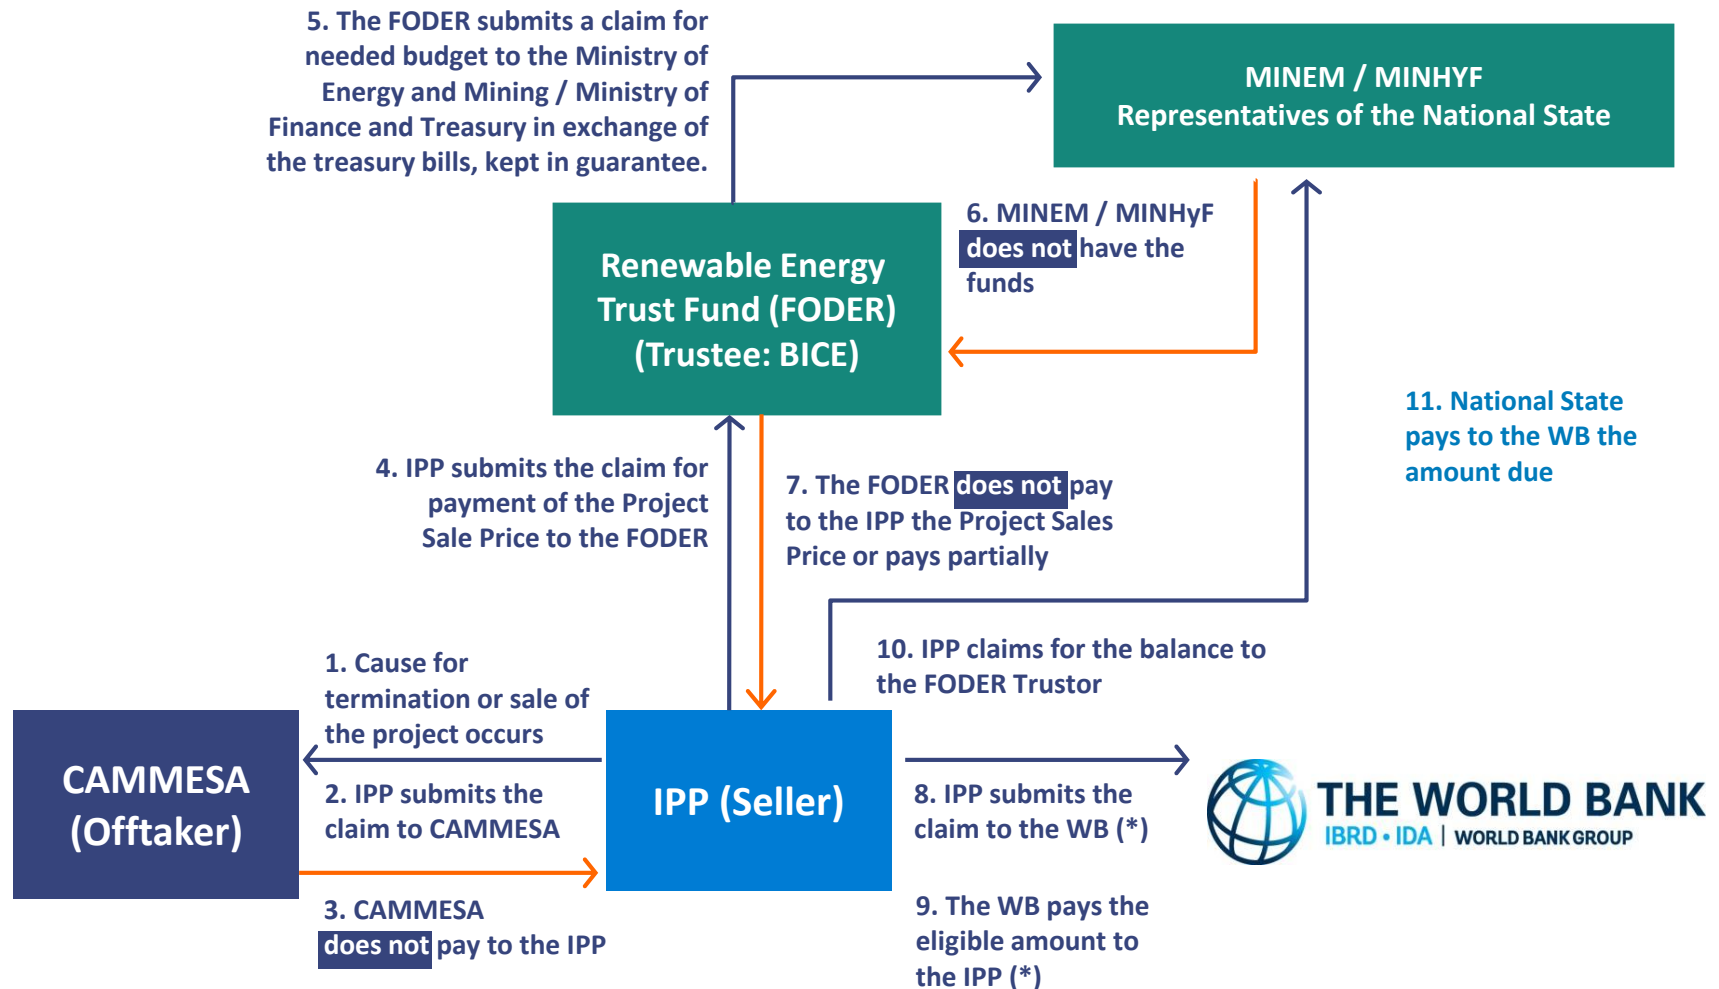 5. The FODER submits a claim for
needed budget to the Ministry of
Energy and Mining / Ministry of
Finance and Treasury in exchange of
the treasury bills, kept in guarantee.
MINEM / MINHYF
Representatives of the National State
Renewable Energy
Trust Fund (FODER)
(Trustee: BICE)
6. MINEM / MINHyF
does not have the
funds
11. National State
pays to the WB the
amount due
4. IPP submits the claim for
payment of the Project
Sale Price to the FODER
7. The FODER does not pay
to the IPP the Project Sales
Price or pays partially
1. Cause for
termination or sale of
the project occurs
10. IPP claims for the balance to
the FODER Trustor
CAMMESA
(Offtaker)
2. IPP submits the
claim to CAMMESA
IPP (Seller)
8. IPP submits the
claim to the WB (*)
THE WORLD BANK
IBRD • IDA | WORLD BANK GROUP
3. CAMMESA
does not pay to the IPP
9. The WB pays the
eligible amount to
the IPP (*)